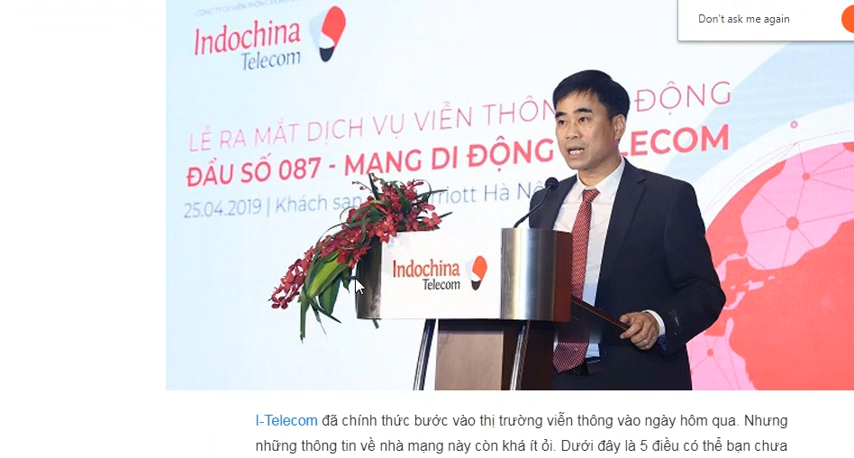 Don't ask me again
Indochina
Telecom
LỄ RA MẮT DỊCH VỤ VIỄN THÔNG ĐỘNG
ĐẦU SỐ 087 - MẠNG DI ĐỘNG TELECOM
25.04.2019 | Khách sạn Hà
Indochina
Telecom
I-Telecom đã chính thức bước vào thị trường viễn thông vào ngày hôm qua. Nhưng
những thông tin về nhà mạng này còn khá ít ỏi. Dưới đây là 5 điều có thể bạn chưa